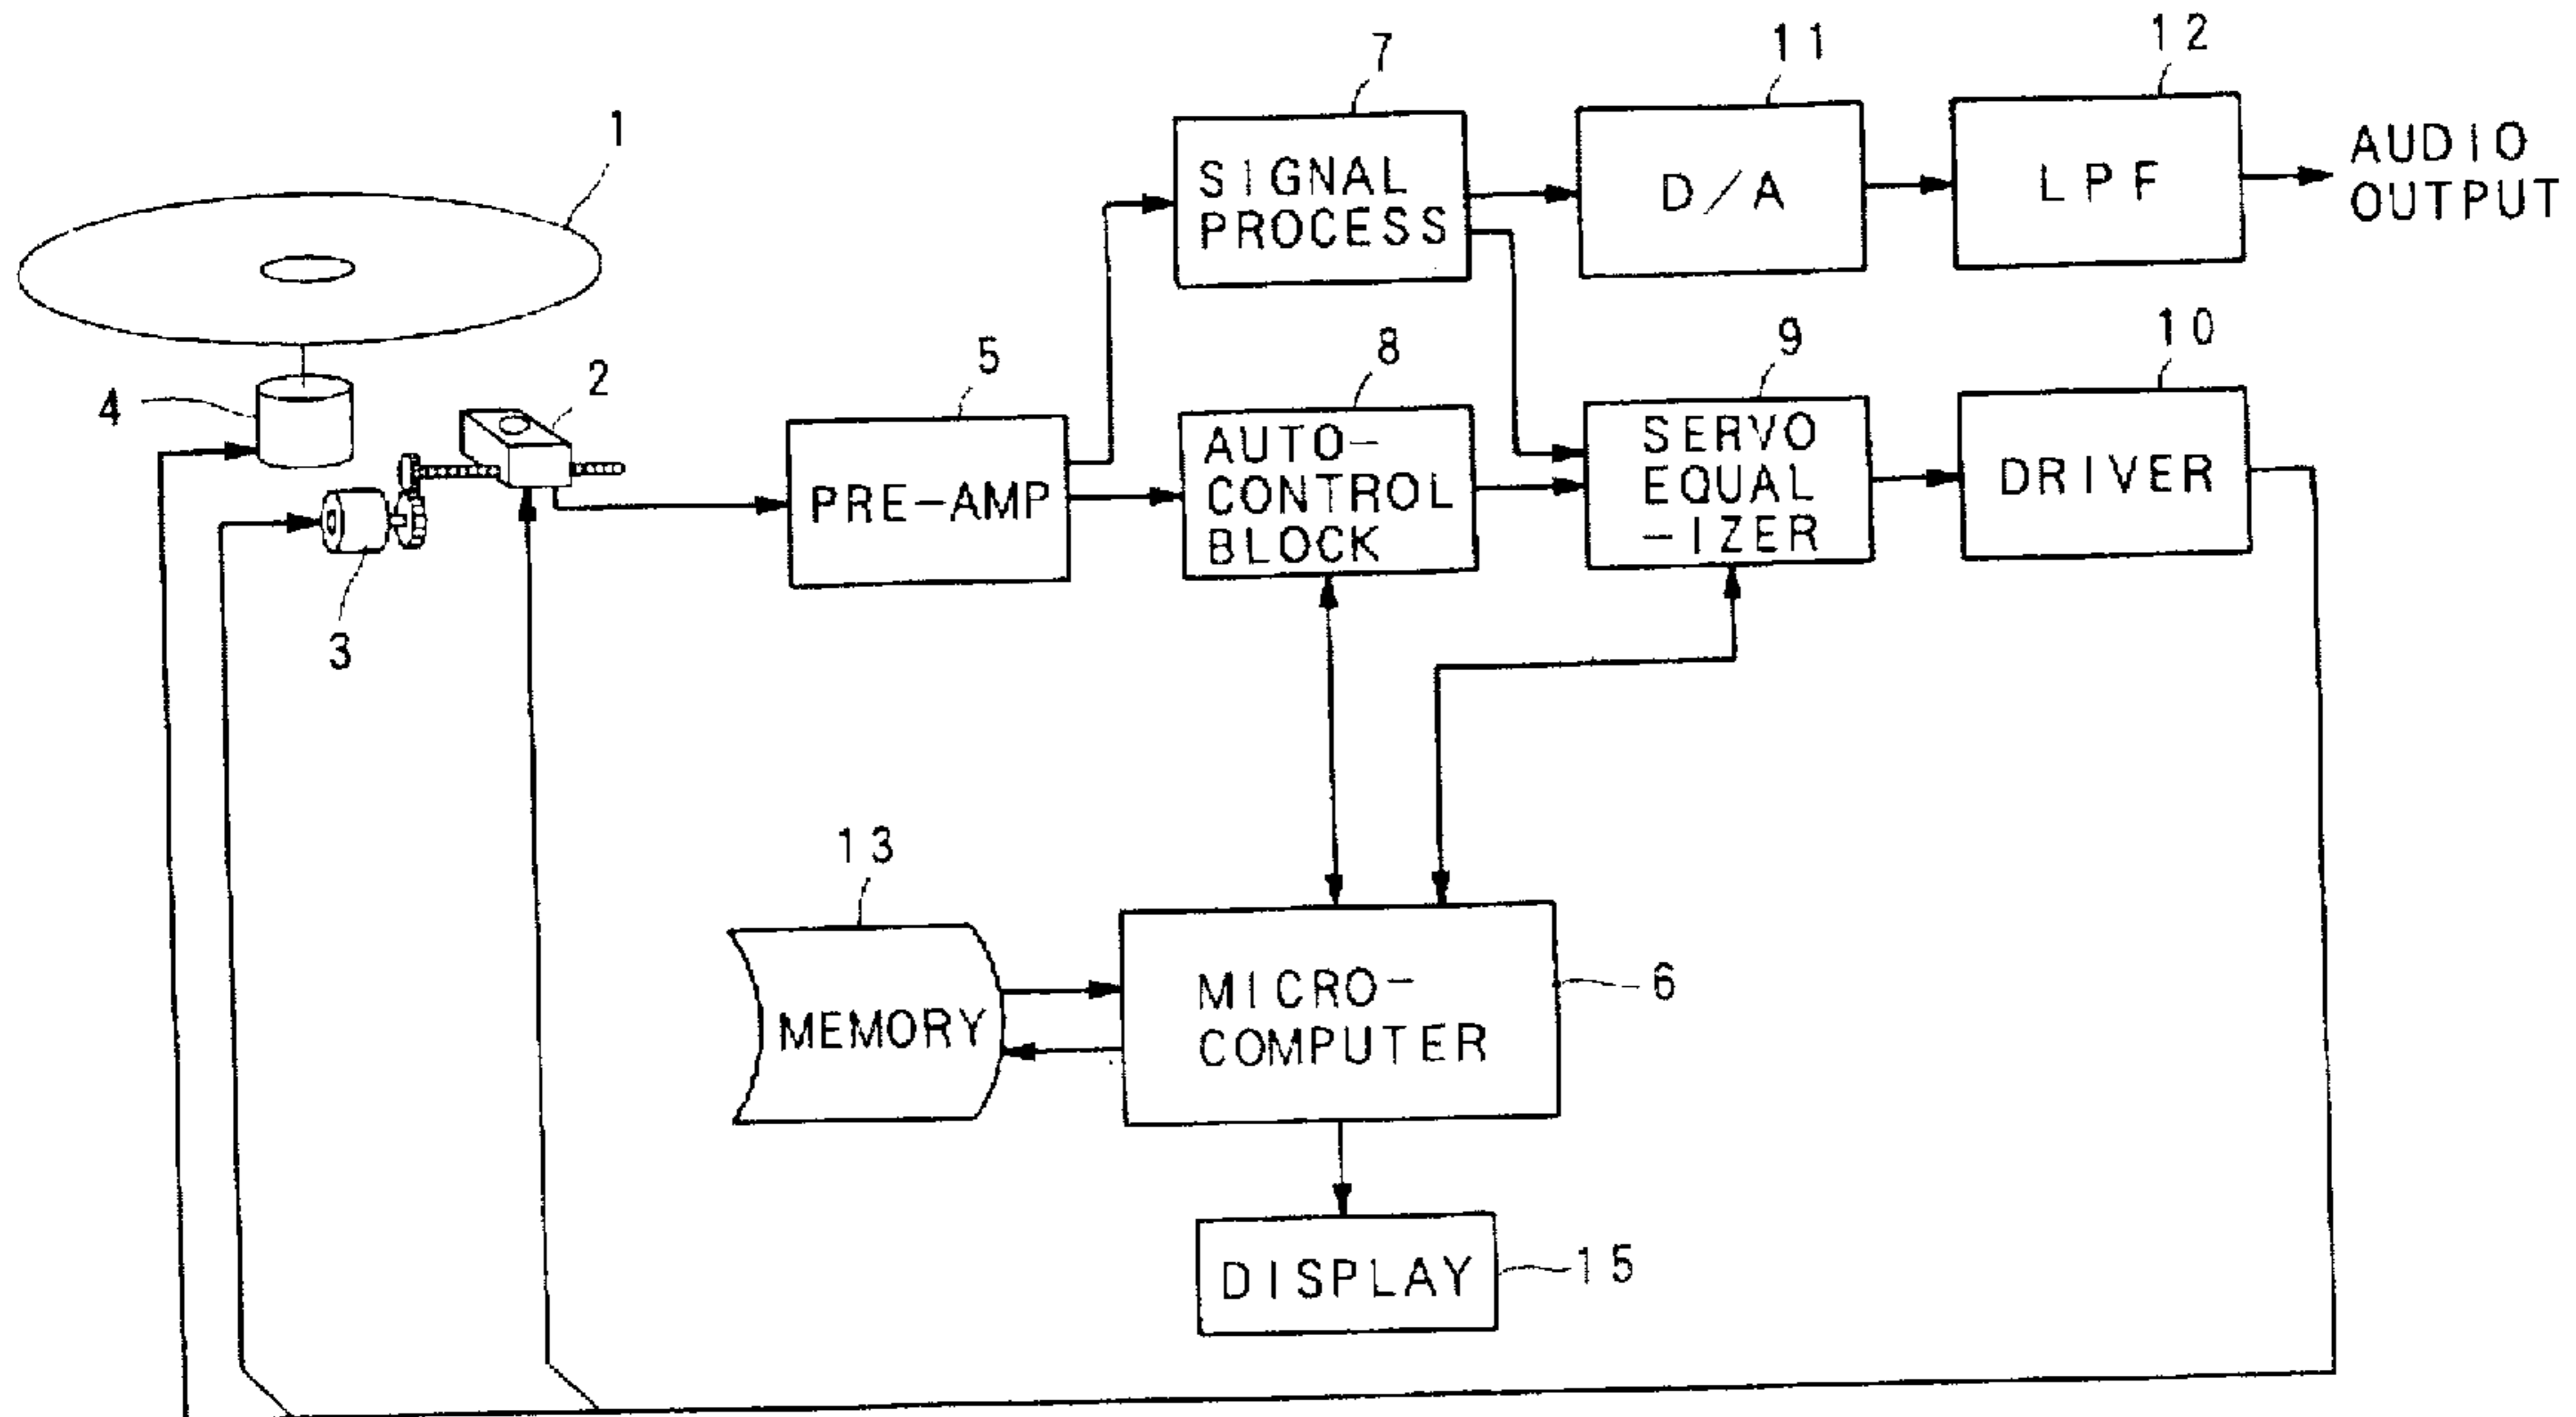 1
2
3
4
5
PRE-AMP
7
SIGNAL
PROCESS
11
D/A
12
LPF
AUDIO
OUTPUT
8
AUTO-
CONTROL
BLOCK
9
SERVO
EQUAL
-IZER
10
DRIVER
13
MEMORY
MICRO-
COMPUTER
6
DISPLAY
15